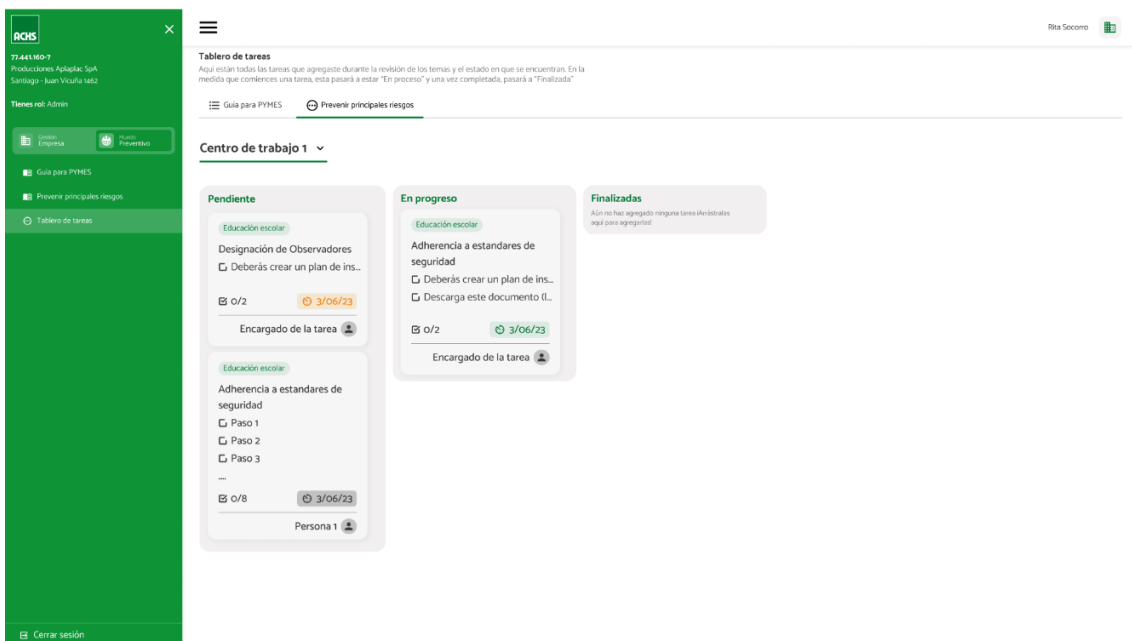 ACHS
77.441.160-7
Producciones Aplaplac SpA
Santiago - Juan Vicuña 1462
Tienes rol: Admin
Gestión
Empresa
Mundo
Preventivo
Guía para PYMES
Prevenir principales riesgos
Tablero de tareas
Cerrar sesión
Rita Socorro
Tablero de tareas
Aquí están todas las tareas que agregaste durante la revisión de los temas y el estado en que se encuentran. En la
medida que comiences una tarea, esta pasará a estar "En proceso" y una vez completada, pasará a "Finalizada"
Guía para PYMES
Prevenir principales riesgos
Centro de trabajo 1
Pendiente
Educación escolar
Designación de Observadores
Deberás crear un plan de ins...
0/2
3/06/23
Encargado de la tarea
Educación escolar
Adherencia a estandares de
seguridad
Paso 1
Paso 2
Paso 3
....
0/8
3/06/23
Persona 1
En progreso
Educación escolar
Adherencia a estandares de
seguridad
Deberás crear un plan de ins...
Descarga este documento (l...
0/2
3/06/23
Encargado de la tarea
Finalizadas
Aún no haz agregado ninguna tarea ¡Arrástralas
aquí para agregarlas!